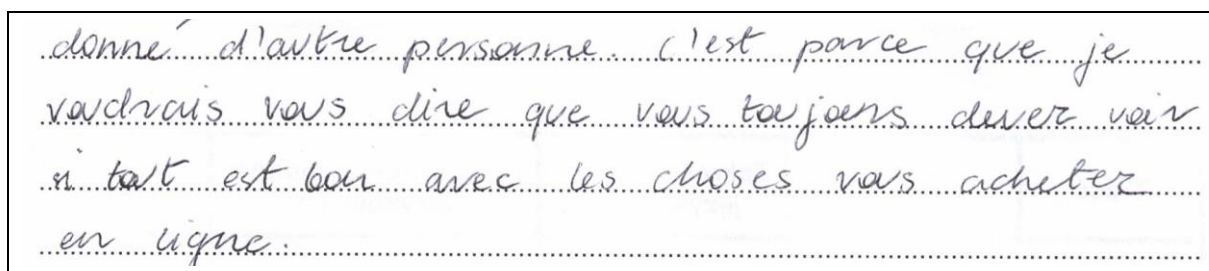 donné d'autre personne. C'est parce que je
voudrais vous dire que vous toujours dever voir
si tout est bon avec les choses vous acheter
en ligne.